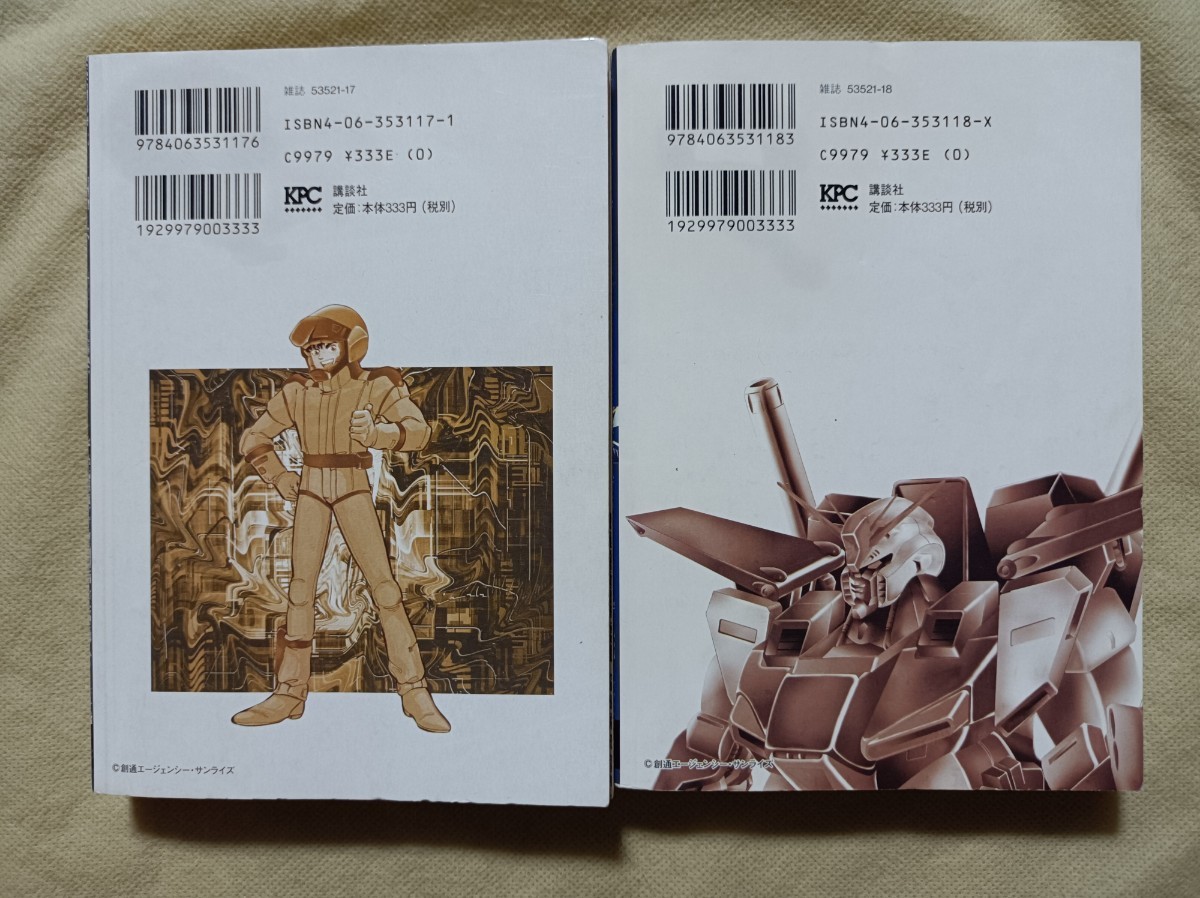 雑誌 53521-17
ISBN4-06-353117-1
9784063531176
C9979 ¥333E (0)
KPC
講談社
定価:本体333円(税別)
1929979003333
©創通エージェンシー・サンライズ
雑誌 53521-18
ISBN4-06-353118-X
9784063531183
C9979 ¥333E (0)
KPC
講談社
定価:本体333円(税別)
1929979003333
©創通エージェンシー・サンライズ